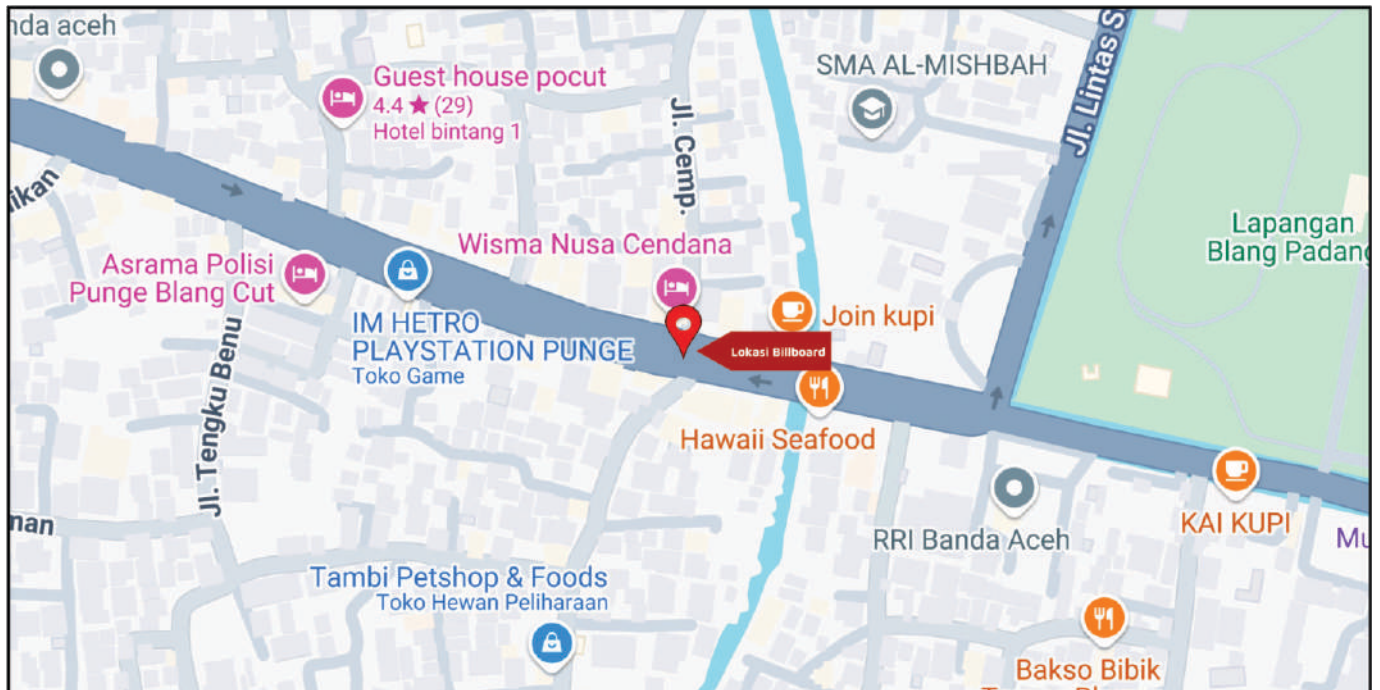 nda aceh
Guest house pocut
4.4 ★ (29)
Hotel bintang 1
SMA AL-MISHBAH
Jl. Lintas S
Jl. Cemp.
ikan
Lapangan
Blang Padang
Wisma Nusa Cendana
Asrama Polisi
Punge Blang Cut
IM HETRO
PLAYSTATION PUNGE
Toko Game
Join kupi
Lokasi Billboard
Jl. Tengku Benu
Hawaii Seafood
man
RRI Banda Aceh
KAI KUPI
Mu
Tambi Petshop & Foods
Toko Hewan Peliharaan
Bakso Bibik